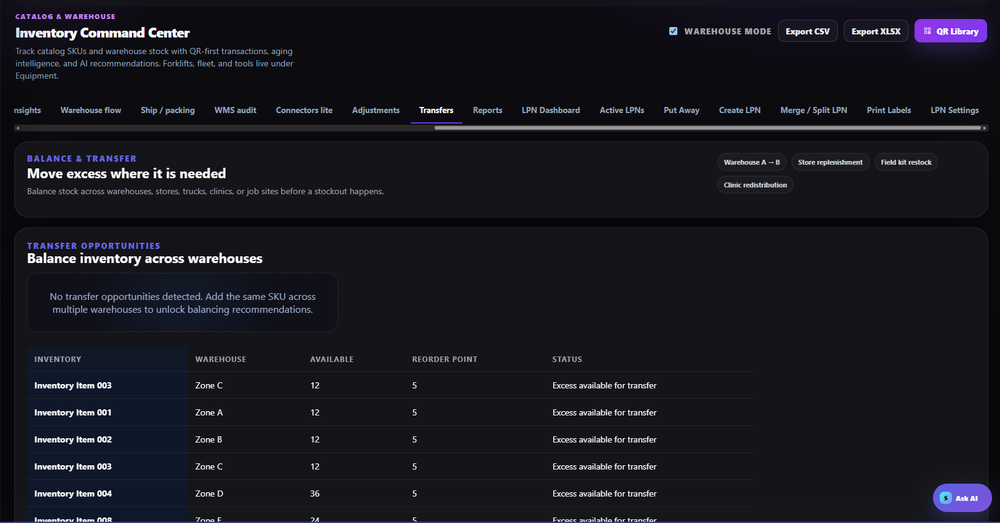 CATALOG & WAREHOUSE
Inventory Command Center
Track catalog SKUs and warehouse stock with QR-first transactions, aging
intelligence, and AI recommendations. Forklifts, fleet, and tools live under
Equipment.
WAREHOUSE MODE
Export CSV
Export XLSX
QR Library
nsights Warehouse flow Ship / packing WMS audit Connectors lite Adjustments Transfers Reports LPN Dashboard Active LPNs Put Away Create LPN Merge / Split LPN Print Labels LPN Settings
BALANCE & TRANSFER
Move excess where it is needed
Balance stock across warehouses, stores, trucks, clinics, or job sites before a stockout happens.
Warehouse A → B Store replenishment Field kit restock
Clinic redistribution
TRANSFER OPPORTUNITIES
Balance inventory across warehouses
No transfer opportunities detected. Add the same SKU across
multiple warehouses to unlock balancing recommendations.
INVENTORY WAREHOUSE AVAILABLE REORDER POINT STATUS
Inventory Item 003 Zone C 12 5 Excess available for transfer
Inventory Item 001 Zone A 12 5 Excess available for transfer
Inventory Item 002 Zone B 12 5 Excess available for transfer
Inventory Item 003 Zone C 12 5 Excess available for transfer
Inventory Item 004 Zone D 36 5 Excess available for transfer
Inventory Item 008 Zone 24 5 Excess available for transfer
S Ask AI